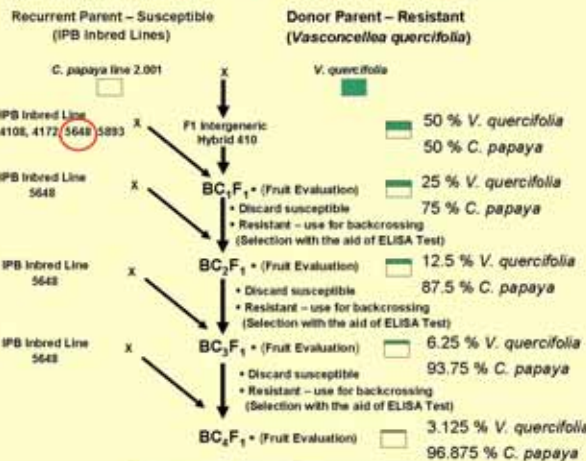 Recurrent Parent – Susceptible
(IPB Inbred Lines)
Donor Parent – Resistant
(Vasconcellea quercifolia)
C. papaya line 2.001
X
V. quercifolia
IPB Inbred Line
4108, 4172, 5648, 5893
X
F1 Intergeneric
Hybrid 410
50 % V. quercifolia
50 % C. papaya
IPB Inbred Line
5648
X
BC1F1 • (Fruit Evaluation)
• Discard susceptible
• Resistant – use for backcrossing
(Selection with the aid of ELISA Test)
25 % V. quercifolia
75 % C. papaya
BC2F1 • (Fruit Evaluation)
• Discard susceptible
• Resistant – use for backcrossing
(Selection with the aid of ELISA Test)
12.5 % V. quercifolia
87.5 % C. papaya
IPB Inbred Line
5648
X
BC3F1 • (Fruit Evaluation)
• Discard susceptible
• Resistant – use for backcrossing
(Selection with the aid of ELISA Test)
6.25 % V. quercifolia
93.75 % C. papaya
IPB Inbred Line
5648
X
BC4F1 • (Fruit Evaluation)
3.125 % V. quercifolia
96.875 % C. papaya